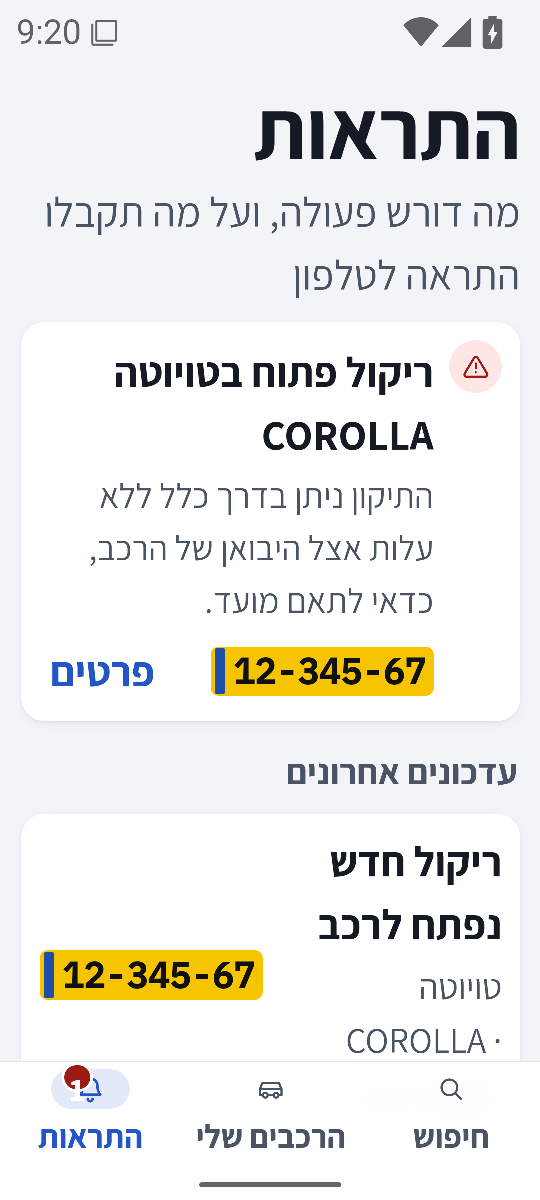 9:20
התראות
מה דורש פעולה, ועל מה תקבלו
התראה לטלפון
ריקול פתוח בטויוטה
COROLLA
התיקון ניתן בדרך כלל ללא
עלות אצל היבואן של הרכב,
כדאי לתאם מועד.
12-345-67
פרטים
עדכונים אחרונים
ריקול חדש
נפתח לרכב
12-345-67
טויוטה
COROLLA ·
חיפוש
הרכבים שלי
1
התראות